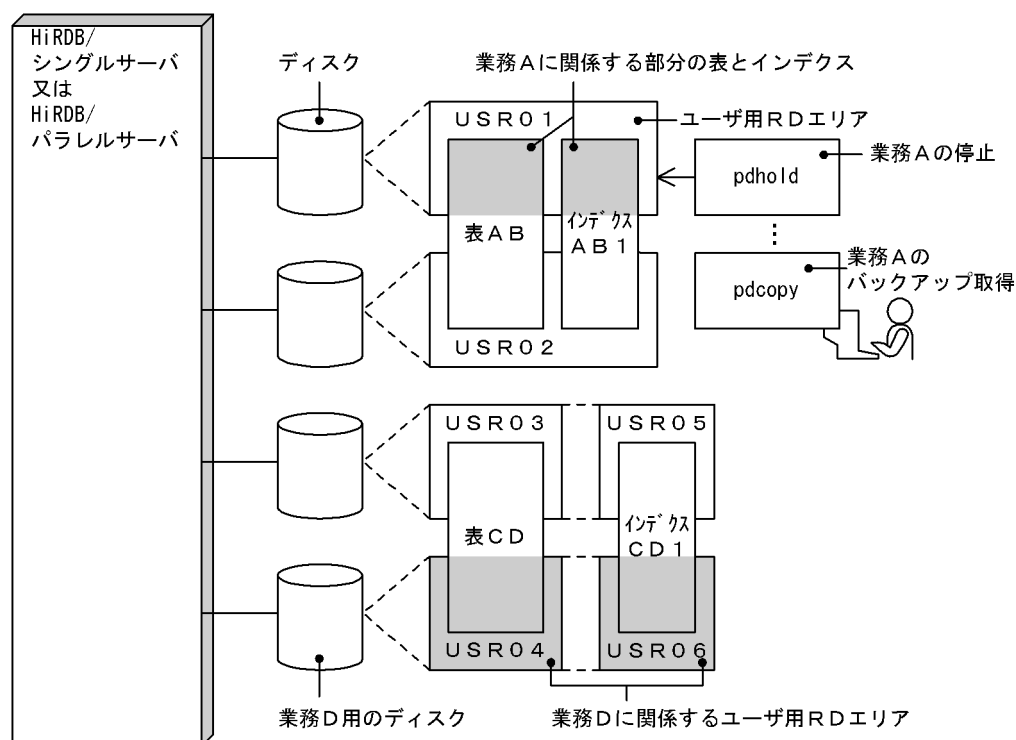 HiRDB/
シングルサーバ
又は
HiRDB/
パラレルサーバ
ディスク
業務Aに関係する部分の表とインデクス
USR01
ユーザ用RDエリア
業務Aの停止
pdhold
表AB
インデクス
AB1
業務Aの
バックアップ取得
pdcopy
USR02
USR03
USR05
表CD
インデクス
CD1
USR04
USR06
業務D用のディスク
業務Dに関係するユーザ用RDエリア